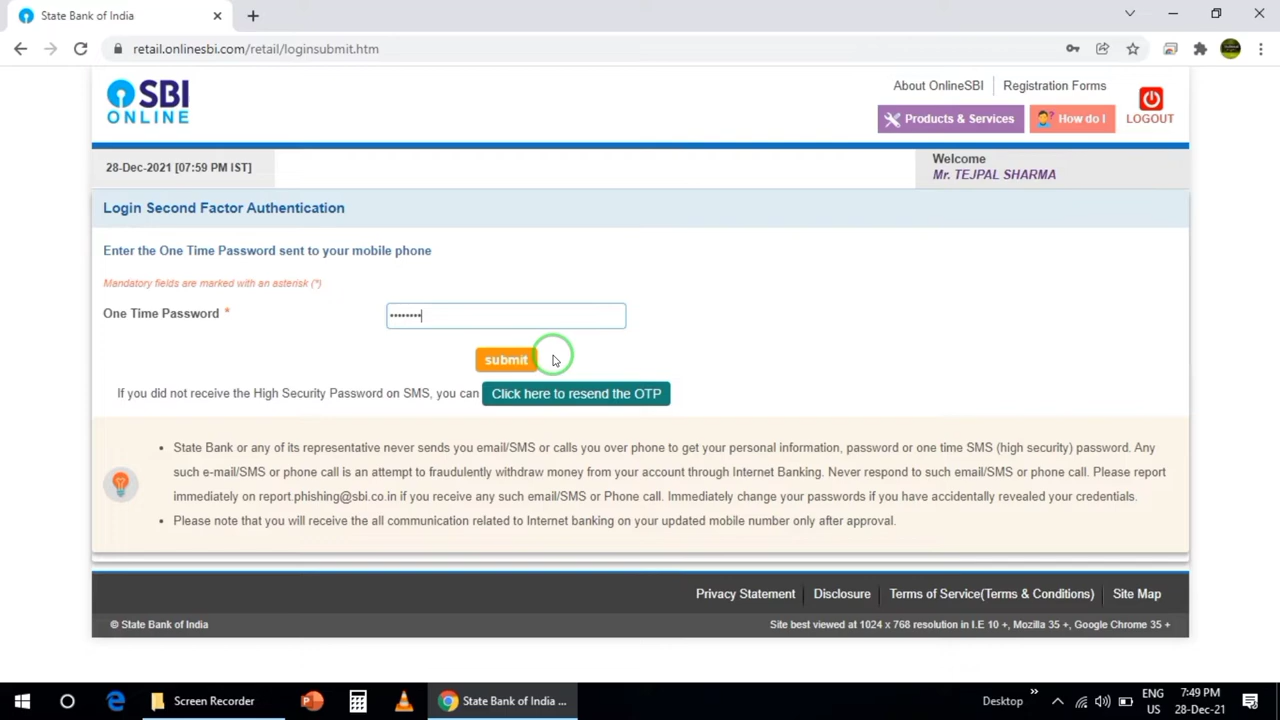 State Bank of India
retail.onlinesbi.com/retail/loginsubmit.htm
SBI
ONLINE
About OnlineSBI
Registration Forms
Products & Services
How do I
LOGOUT
28-Dec-2021 [07:59 PM IST]
Welcome
Mr. TEJPAL SHARMA
Login Second Factor Authentication
Enter the One Time Password sent to your mobile phone
Mandatory fields are marked with an asterisk (*)
One Time Password *
••••••••
submit
If you did not receive the High Security Password on SMS, you can Click here to resend the OTP
• State Bank or any of its representative never sends you email/SMS or calls you over phone to get your personal information, password or one time SMS (high security) password. Any
such e-mail/SMS or phone call is an attempt to fraudulently withdraw money from your account through Internet Banking. Never respond to such email/SMS or phone call. Please report
immediately on report.phishing@sbi.co.in if you receive any such email/SMS or Phone call. Immediately change your passwords if you have accidentally revealed your credentials.
• Please note that you will receive the all communication related to Internet banking on your updated mobile number only after approval.
Privacy Statement
Disclosure
Terms of Service(Terms & Conditions)
Site Map
© State Bank of India
Site best viewed at 1024 x 768 resolution in I.E 10 +, Mozilla 35 +, Google Chrome 35 +
Screen Recorder
State Bank of India ...
Desktop
ENG
US
7:49 PM
28-Dec-21